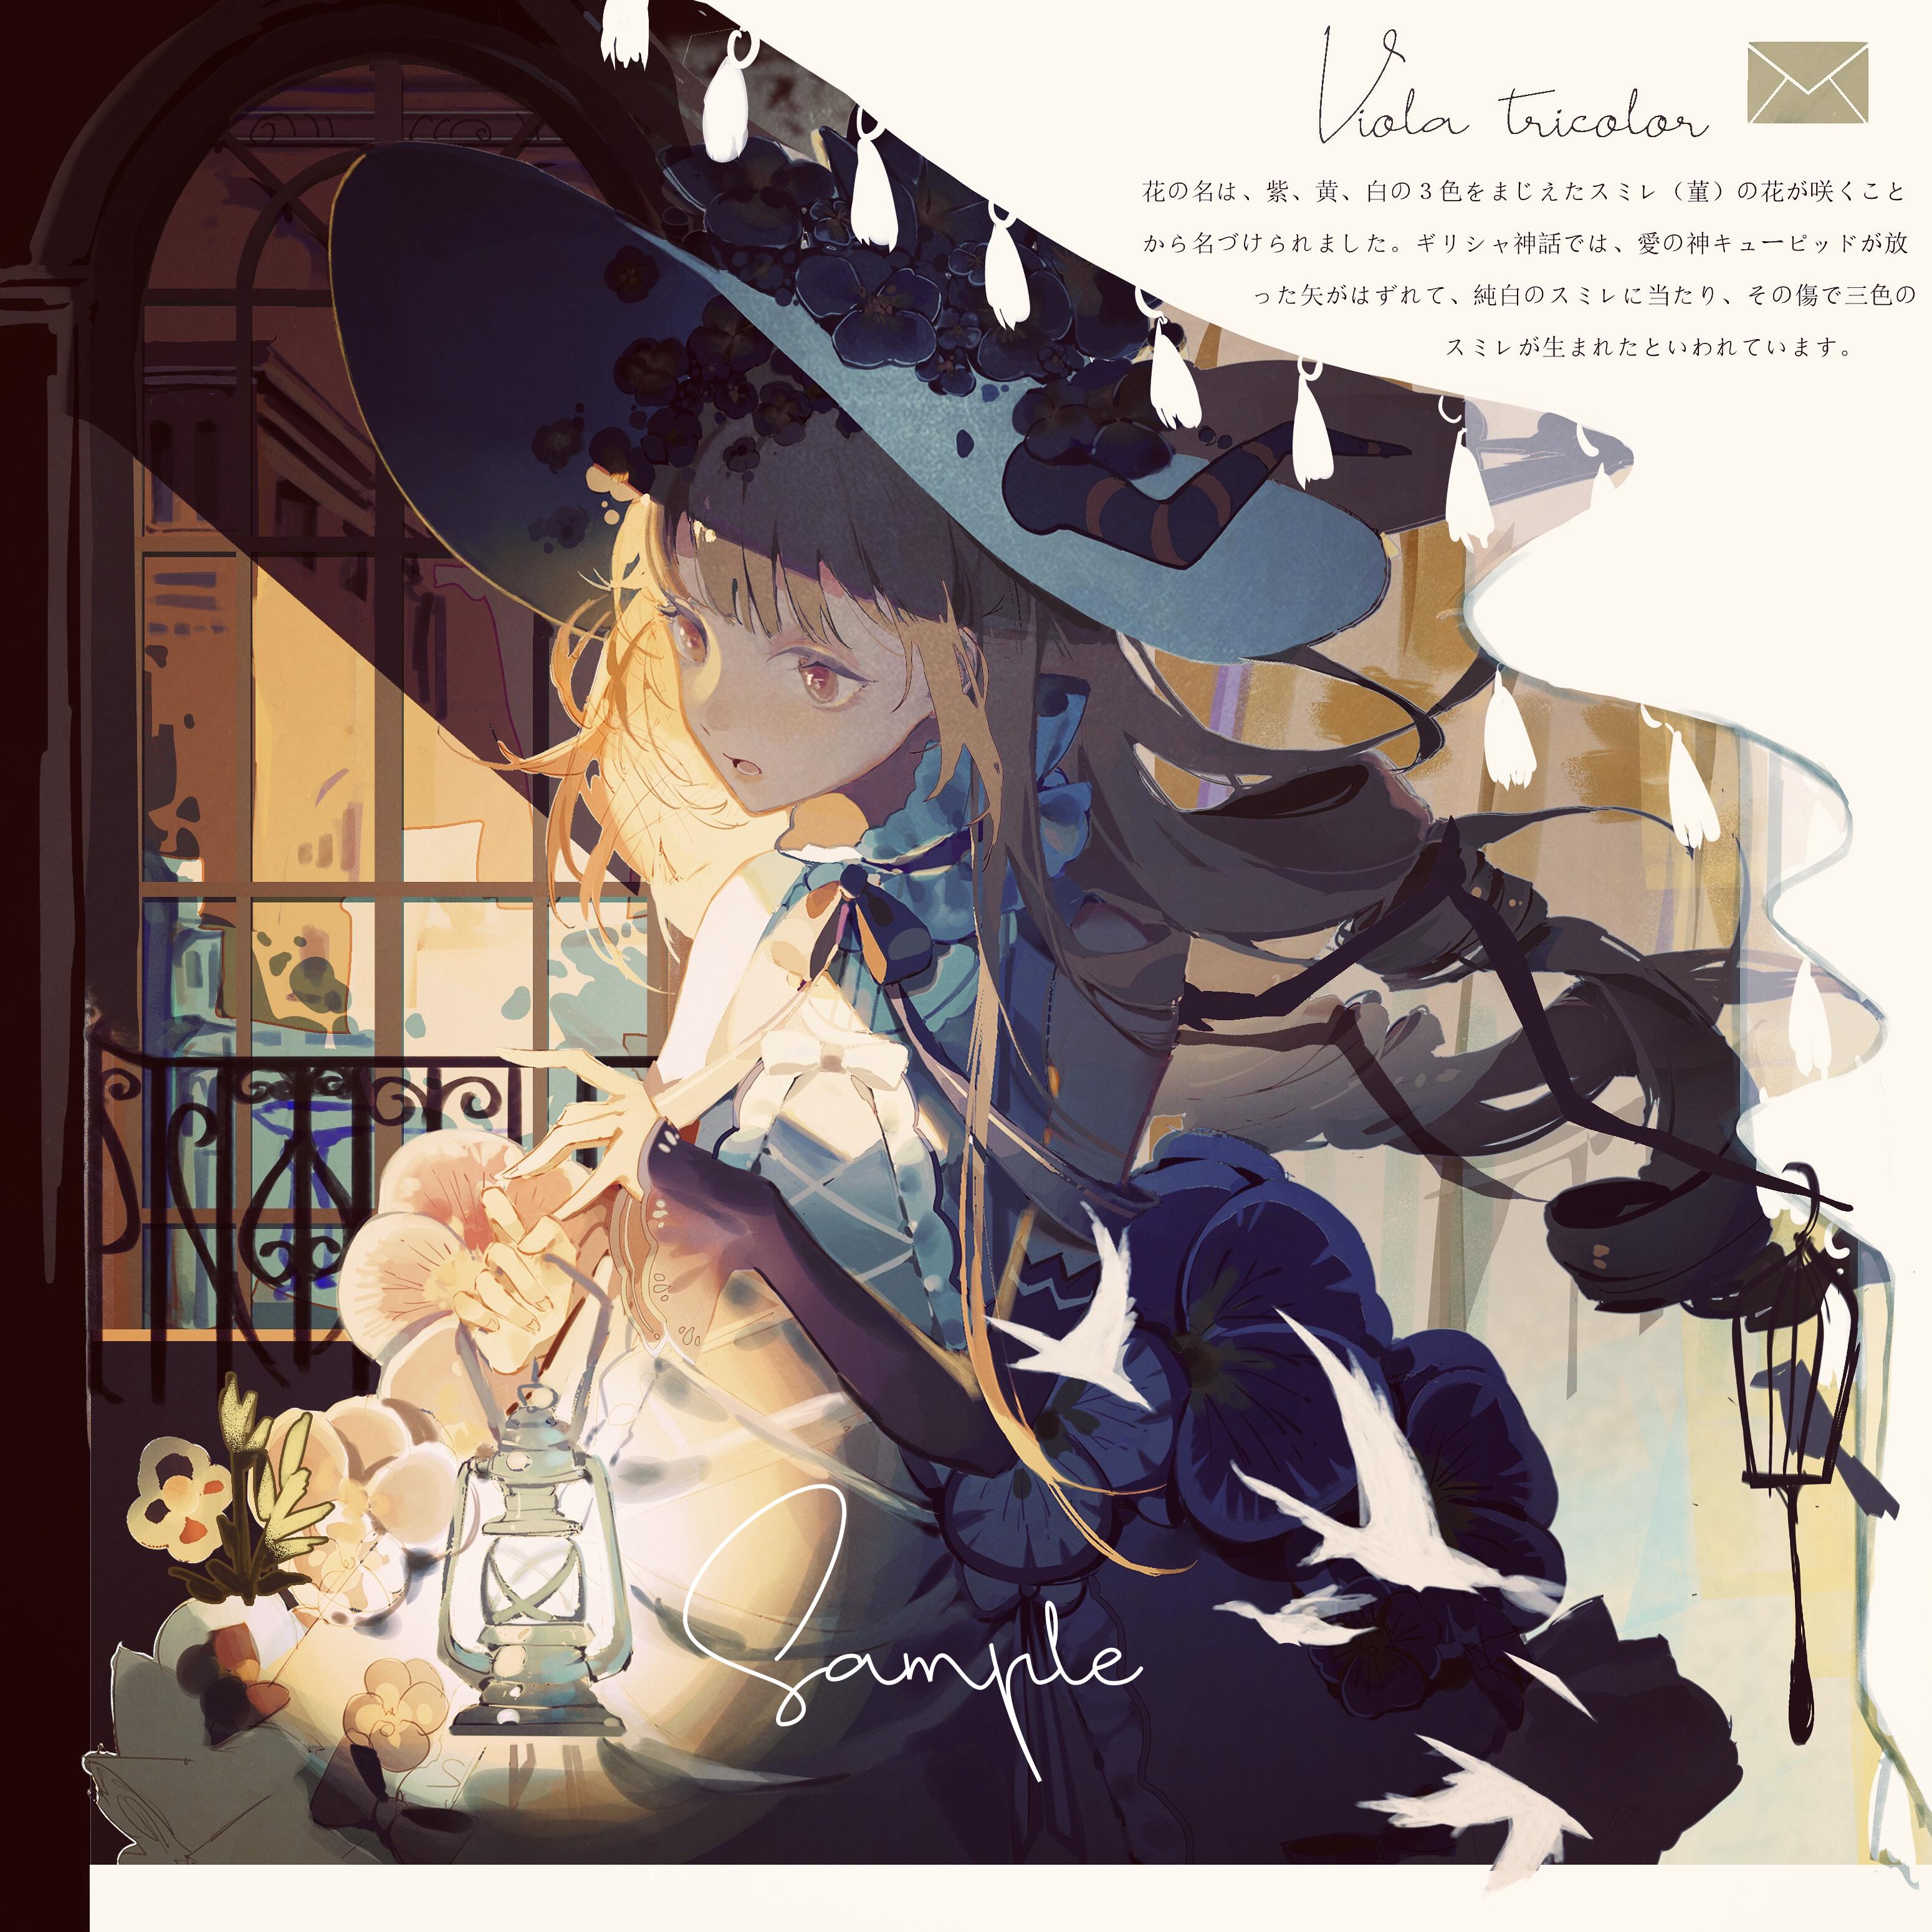 Viola tricolor
花の名は、紫、黄、白の3色をまじえたスミレ（菫）の花が咲くこと
から名づけられました。ギリシャ神話では、愛の神キューピッドが放
った矢がはずれて、純白のスミレに当たり、その傷で三色の
スミレが生まれたといわれています。
Sample